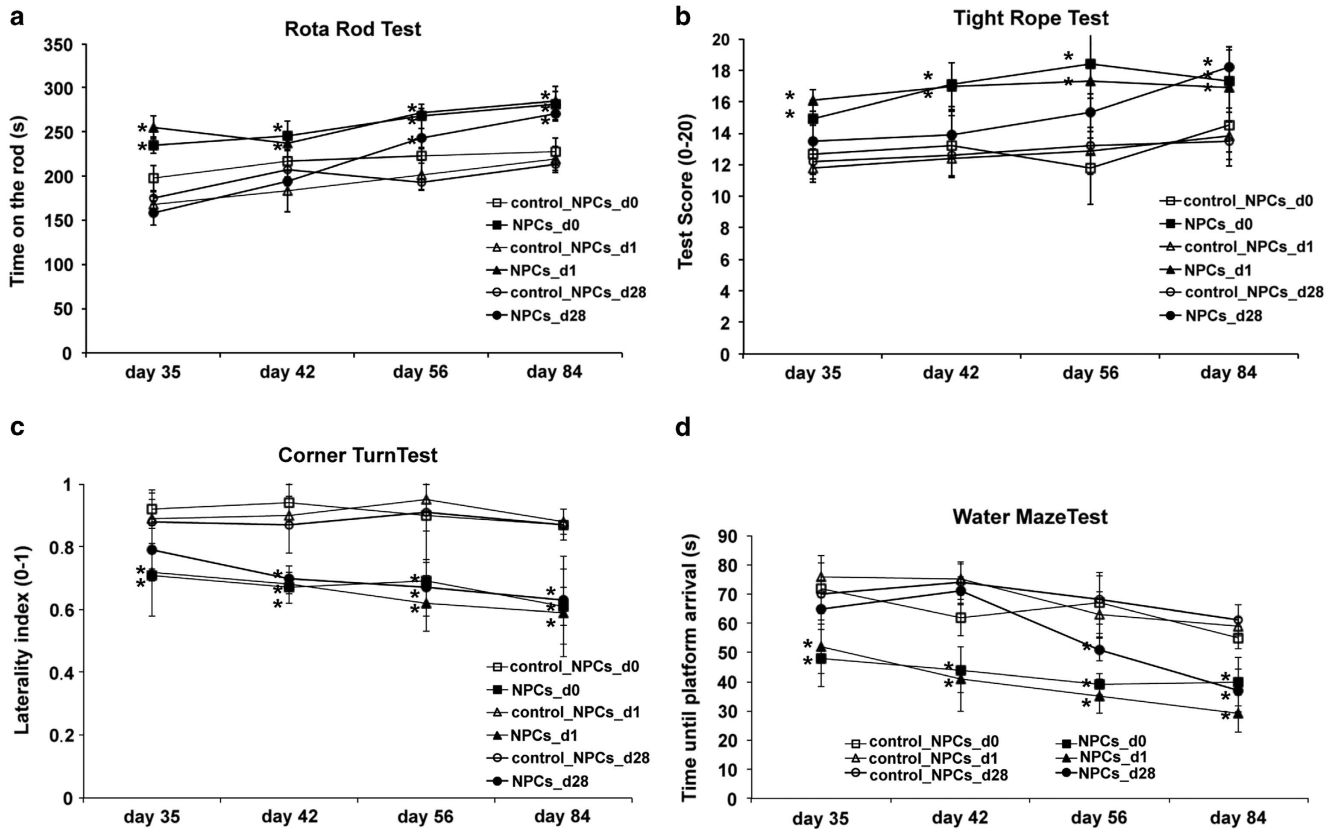 a
Rota Rod Test
Time on the rod (s)
350
300
250
200
150
100
50
0
* * * *
* * * *
* *
control_NPCs_d0
NPCs_d0
control_NPCs_d1
NPCs_d1
control_NPCs_d28
NPCs_d28
day 35 day 42 day 56 day 84
b
Tight Rope Test
Test Score (0-20)
20
18
16
14
12
10
8
6
4
2
0
* * * *
* * * *
*
control_NPCs_d0
NPCs_d0
control_NPCs_d1
NPCs_d1
control_NPCs_d28
NPCs_d28
day 35 day 42 day 56 day 84
c
Corner TurnTest
Laterality index (0-1)
1
0.8
0.6
0.4
0.2
0
* * * *
* * * *
* * *
control_NPCs_d0
NPCs_d0
control_NPCs_d1
NPCs_d1
control_NPCs_d28
NPCs_d28
day 35 day 42 day 56 day 84
d
Water MazeTest
Time until platform arrival (s)
90
80
70
60
50
40
30
20
10
0
* * * *
* * * *
* *
control_NPCs_d0 NPCs_d0
control_NPCs_d1 NPCs_d1
control_NPCs_d28 NPCs_d28
day 35 day 42 day 56 day 84